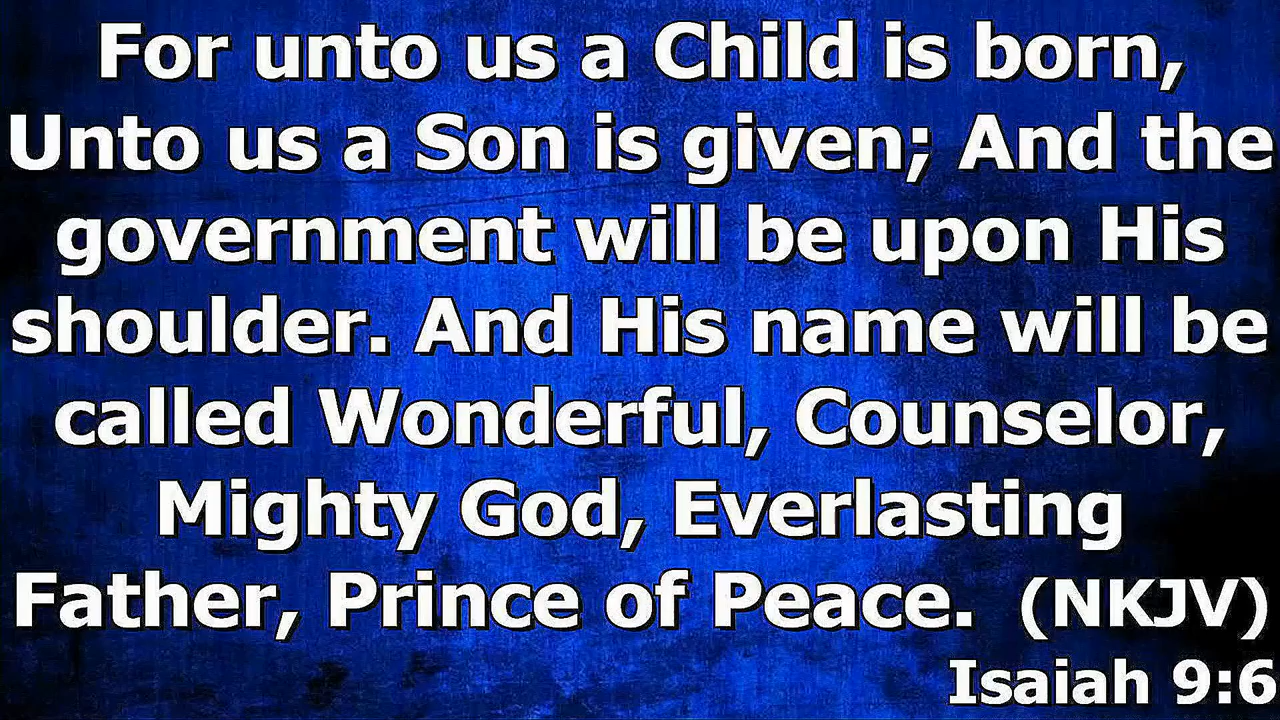 For unto us a Child is born,
Unto us a Son is given; And the
government will be upon His
shoulder. And His name will be
called Wonderful, Counselor,
Mighty God, Everlasting
Father, Prince of Peace. (NKJV)
Isaiah 9:6